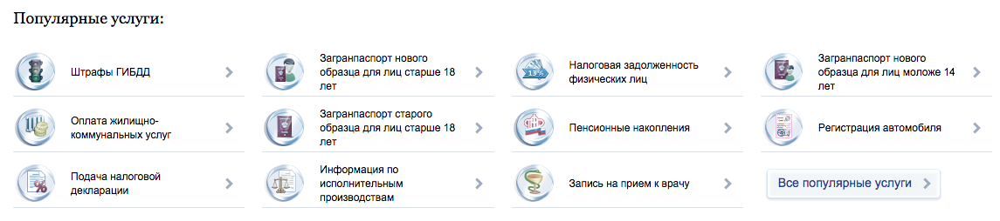 Популярные услуги:
Штрафы ГИБДД
Загранпаспорт нового
образца для лиц старше 18
лет
Налоговая задолженность
физических лиц
Загранпаспорт нового
образца для лиц моложе 14
лет
Оплата жилищно-
коммунальных услуг
Загранпаспорт старого
образца для лиц старше 18
лет
Пенсионные накопления
Регистрация автомобиля
Подача налоговой
декларации
Информация по
исполнительным
производствам
Запись на прием к врачу
Все популярные услуги
13%